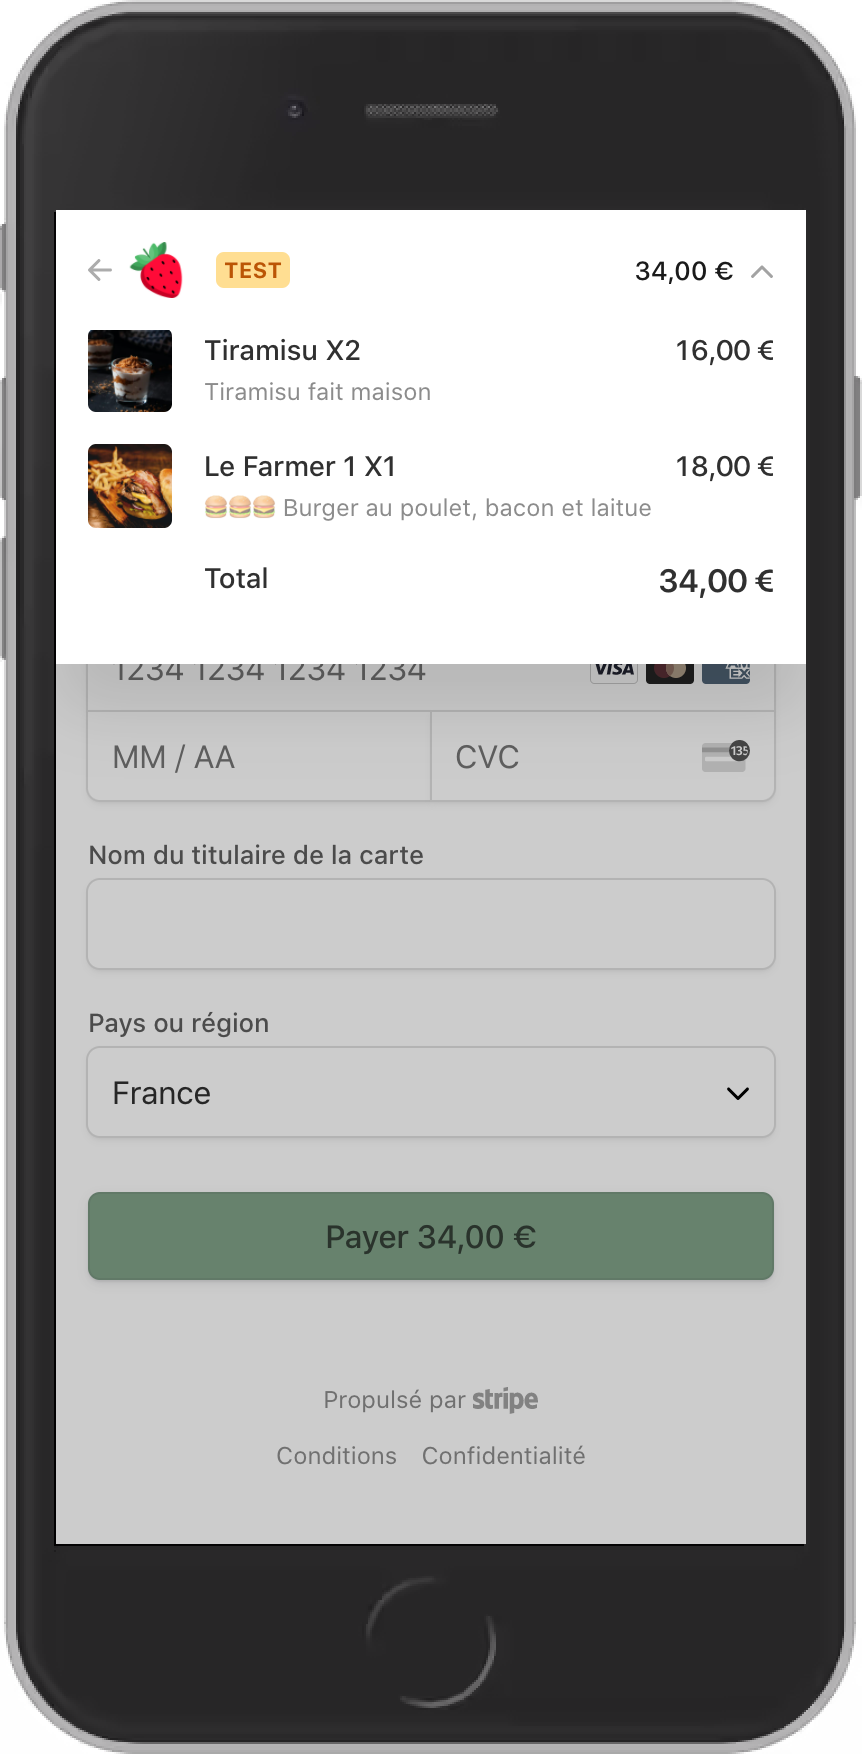 TEST
34,00 €
Tiramisu X2
16,00 €
Tiramisu fait maison
Le Farmer 1 X1
18,00 €
🍔🍔🍔 Burger au poulet, bacon et laitue
Total
34,00 €
1234 1234 1234 1234
VISA
AM
EX
MM / AA
CVC
135
Nom du titulaire de la carte
Pays ou région
France
Payer 34,00 €
Propulsé par stripe
Conditions
Confidentialité